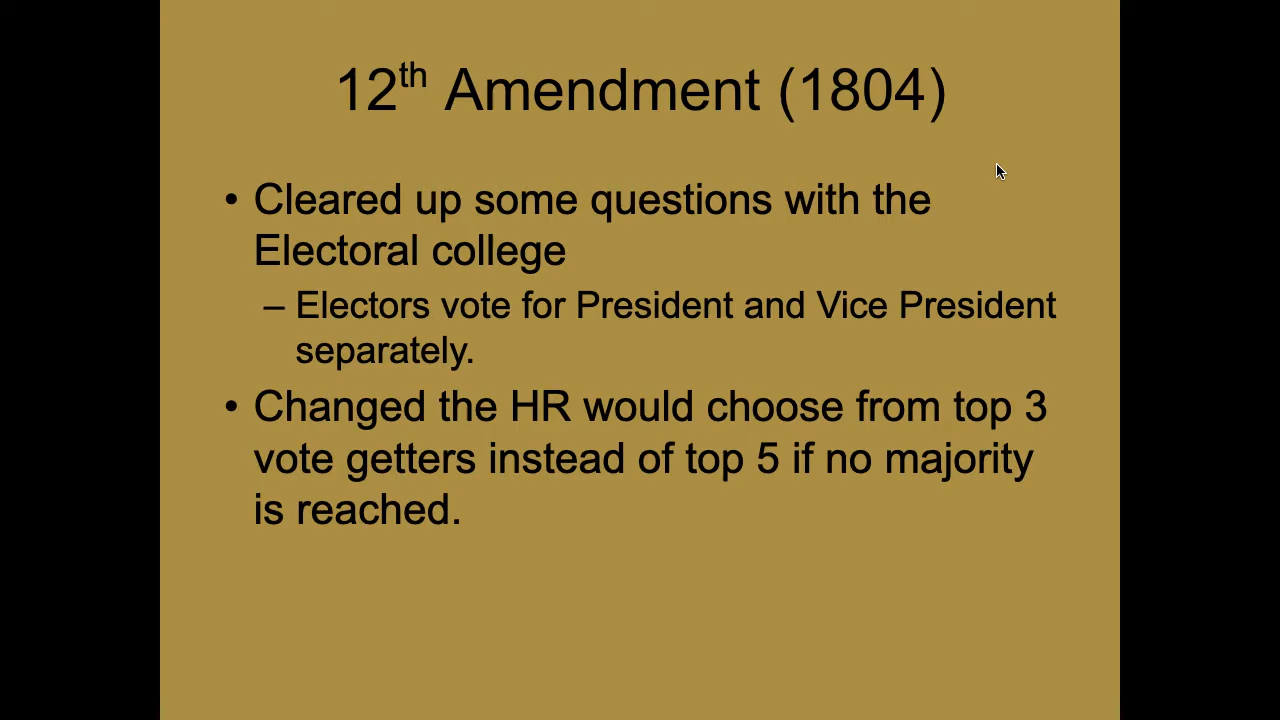 12th Amendment (1804)
• Cleared up some questions with the
Electoral college
– Electors vote for President and Vice President
separately.
• Changed the HR would choose from top 3
vote getters instead of top 5 if no majority
is reached.